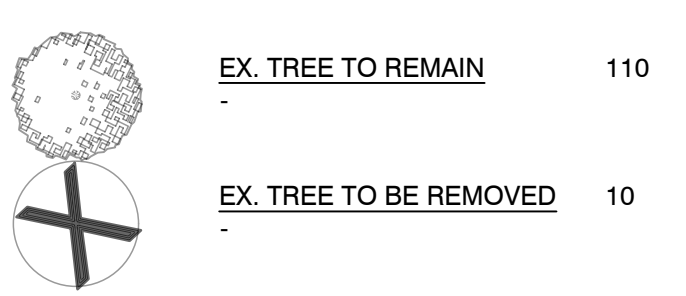 EX. TREE TO REMAIN 110
-
EX. TREE TO BE REMOVED 10
-